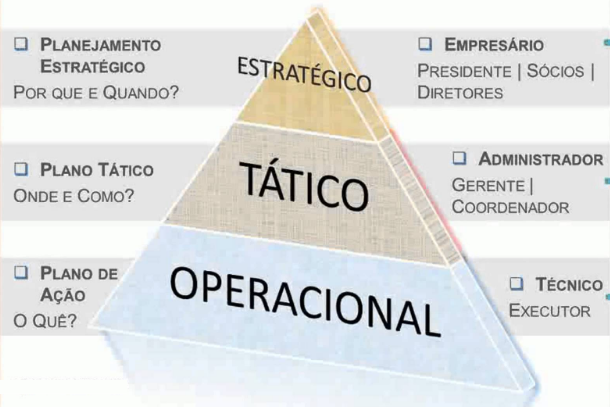 ❑ PLANEJAMENTO
ESTRATÉGICO
POR QUE E QUANDO?
ESTRATÉGICO
❑ EMPRESÁRIO
PRESIDENTE | SÓCIOS |
DIRETORES
❑ PLANO TÁTICO
ONDE E COMO?
TÁTICO
❑ ADMINISTRADOR
GERENTE |
COORDENADOR
❑ PLANO DE
AÇÃO
O QUÊ?
OPERACIONAL
❑ TÉCNICO
EXECUTOR